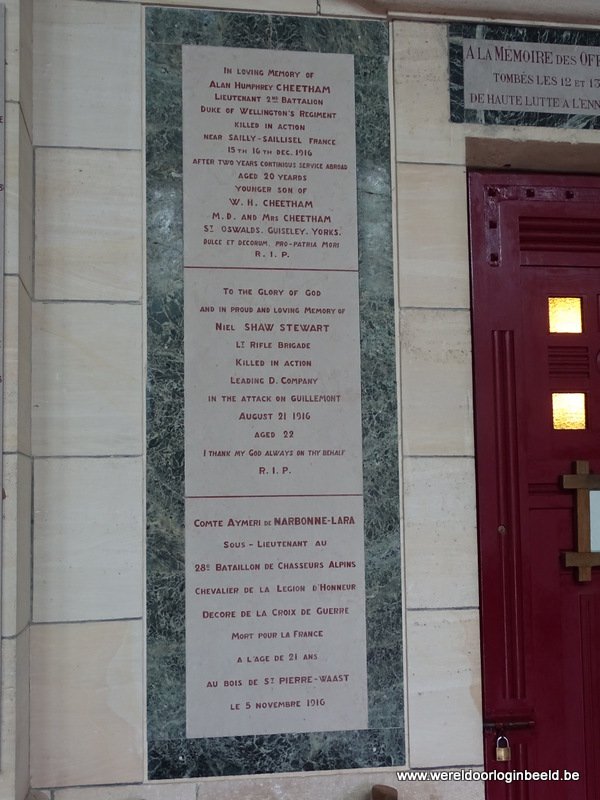 IN LOVING MEMORY OF
ALAN HUMPHREY CHEETHAM
LIEUTENANT 2ND BATTALION
DUKE OF WELLINGTON'S REGIMENT
KILLED IN ACTION
NEAR SAILLY-SAILLISEL FRANCE
15TH 16TH DEC. 1916
AFTER TWO YEARS CONTINIOUS SERVICE ABROAD
AGED 20 YEARDS
YOUNGER SON OF
W. H. CHEETHAM
M. D. AND MRS CHEETHAM
ST OSWALDS. GUISELEY. YORKS.
DULCE ET DECORUM, PRO-PATRIA MORI
R. I. P.
TO THE GLORY OF GOD
AND IN PROUD AND LOVING MEMORY OF
NIEL SHAW STEWART
LT RIFLE BRIGADE
KILLED IN ACTION
LEADING D. COMPANY
IN THE ATTACK ON GUILLEMONT
AUGUST 21 1916
AGED 22
I THANK MY GOD ALWAYS ON THY BEHALF
R. I. P.
COMTE AYMERI DE NARBONNE-LARA
SOUS-LIEUTENANT AU
28E BATAILLON DE CHASSEURS ALPINS
CHEVALIER DE LA LEGION D'HONNEUR
DECORE DE LA CROIX DE GUERRE
MORT POUR LA FRANCE
A L'AGE DE 21 ANS
AU BOIS DE ST PIERRE-WAAST
LE 5 NOVEMBRE 1916
A LA MÉMOIRE DES OFF
TOMBÉS LES 12 ET 13
DE HAUTE LUTTE A L'ENN
www.wereldoorloginbeeld.be